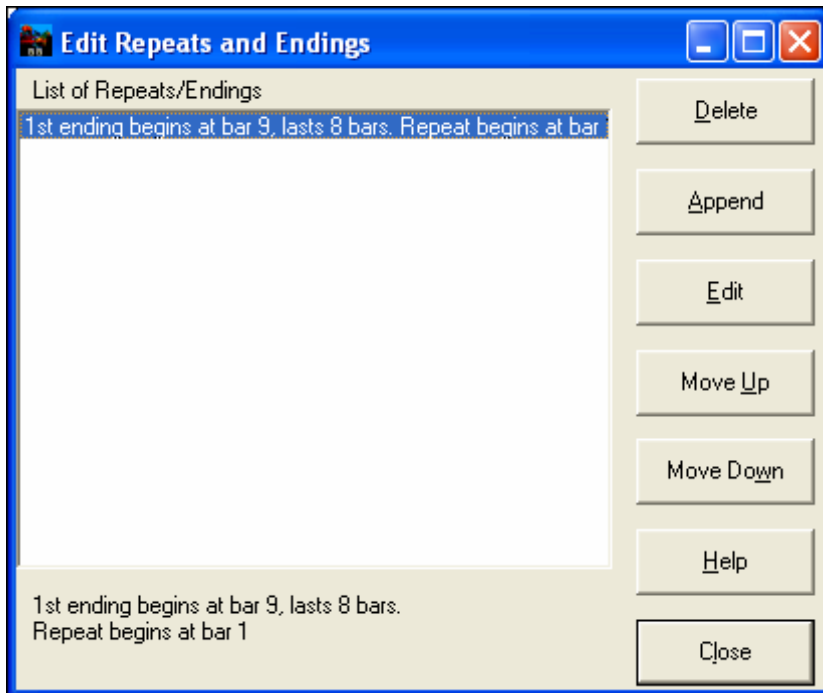 Edit Repeats and Endings
List of Repeats/Endings
1st ending begins at bar 9, lasts 8 bars. Repeat begins at bar
Delete
Append
Edit
Move Up
Move Down
Help
Close
1st ending begins at bar 9, lasts 8 bars.
Repeat begins at bar 1